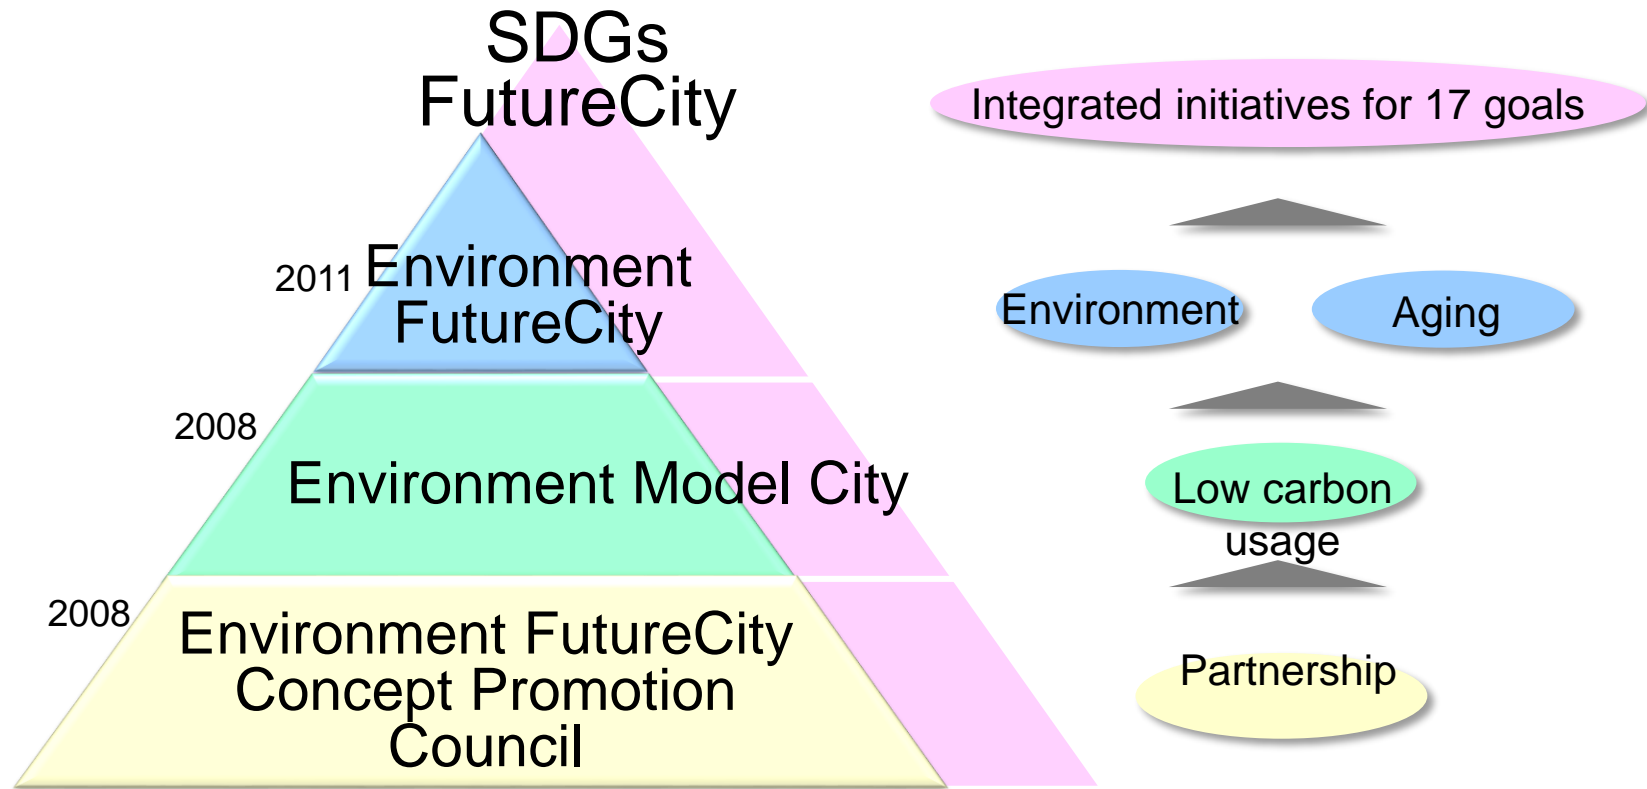 SDGs
FutureCity
2011
Environment
FutureCity
2008
Environment Model City
2008
Environment FutureCity
Concept Promotion
Council
Integrated initiatives for 17 goals
Environment
Aging
Low carbon
usage
Partnership